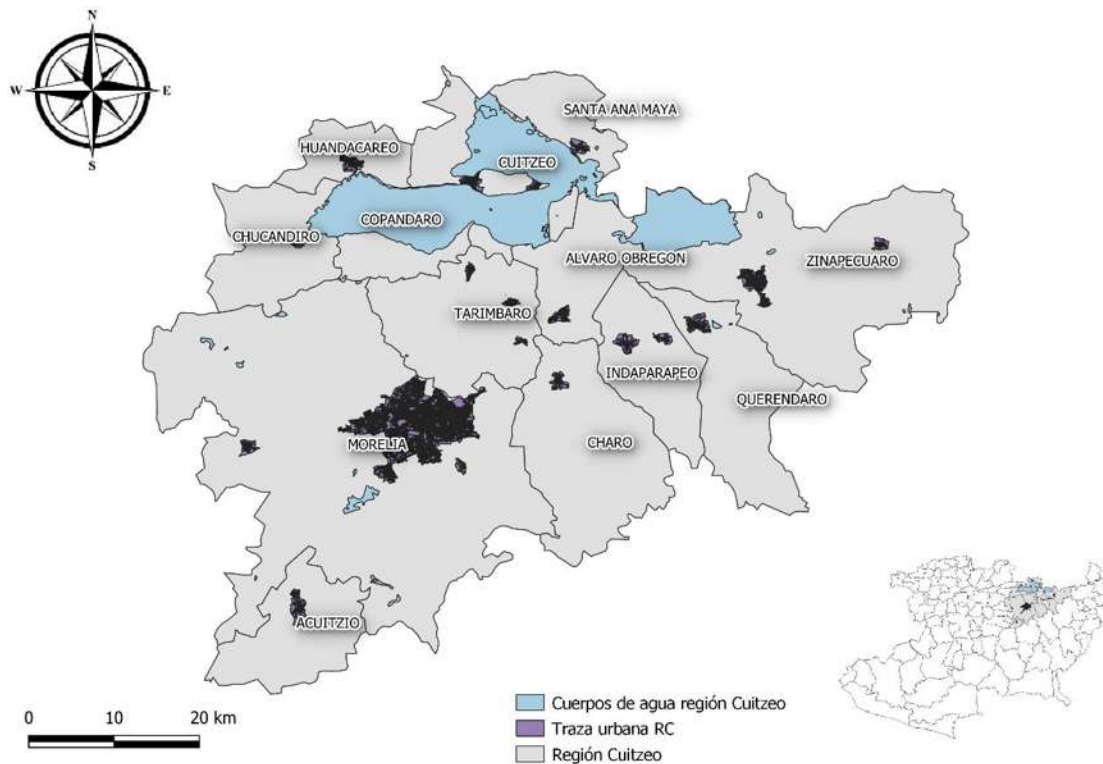 N
W E
S
SANTA ANA MAYA
HUANDACAREO
CUITZEO
COPANDARO
CHUCANDIRO
ALVARO OBREGON
ZINAPECUARO
TARIMBARO
INDAPARAPEO
QUERENDARO
MORELIA
CHARO
ACUITZIO
0 10 20 km
Cuerpos de agua región Cuitzeo
Traza urbana RC
Región Cuitzeo